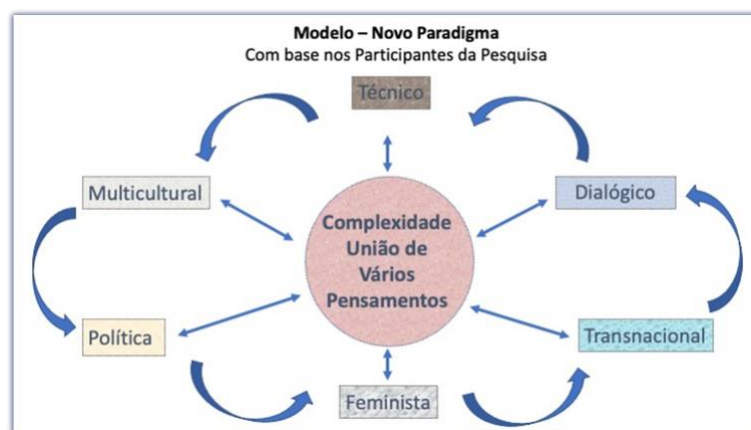 Modelo – Novo Paradigma
Com base nos Participantes da Pesquisa
Técnico
Multicultural
Dialógico
Complexidade
União de
Vários
Pensamentos
Política
Transnacional
Feminista